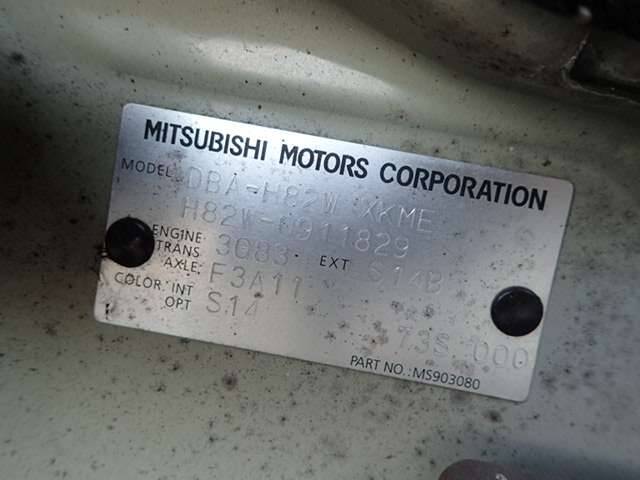 MITSUBISHI MOTORS CORPORATION
MODEL DBA-H82W XKME
H82W-0911829
ENGINE 3G83 EXT
TRANS AXLE F3A11
COLOR INT S14
OPT 73S 000
PART NO.: MS903080